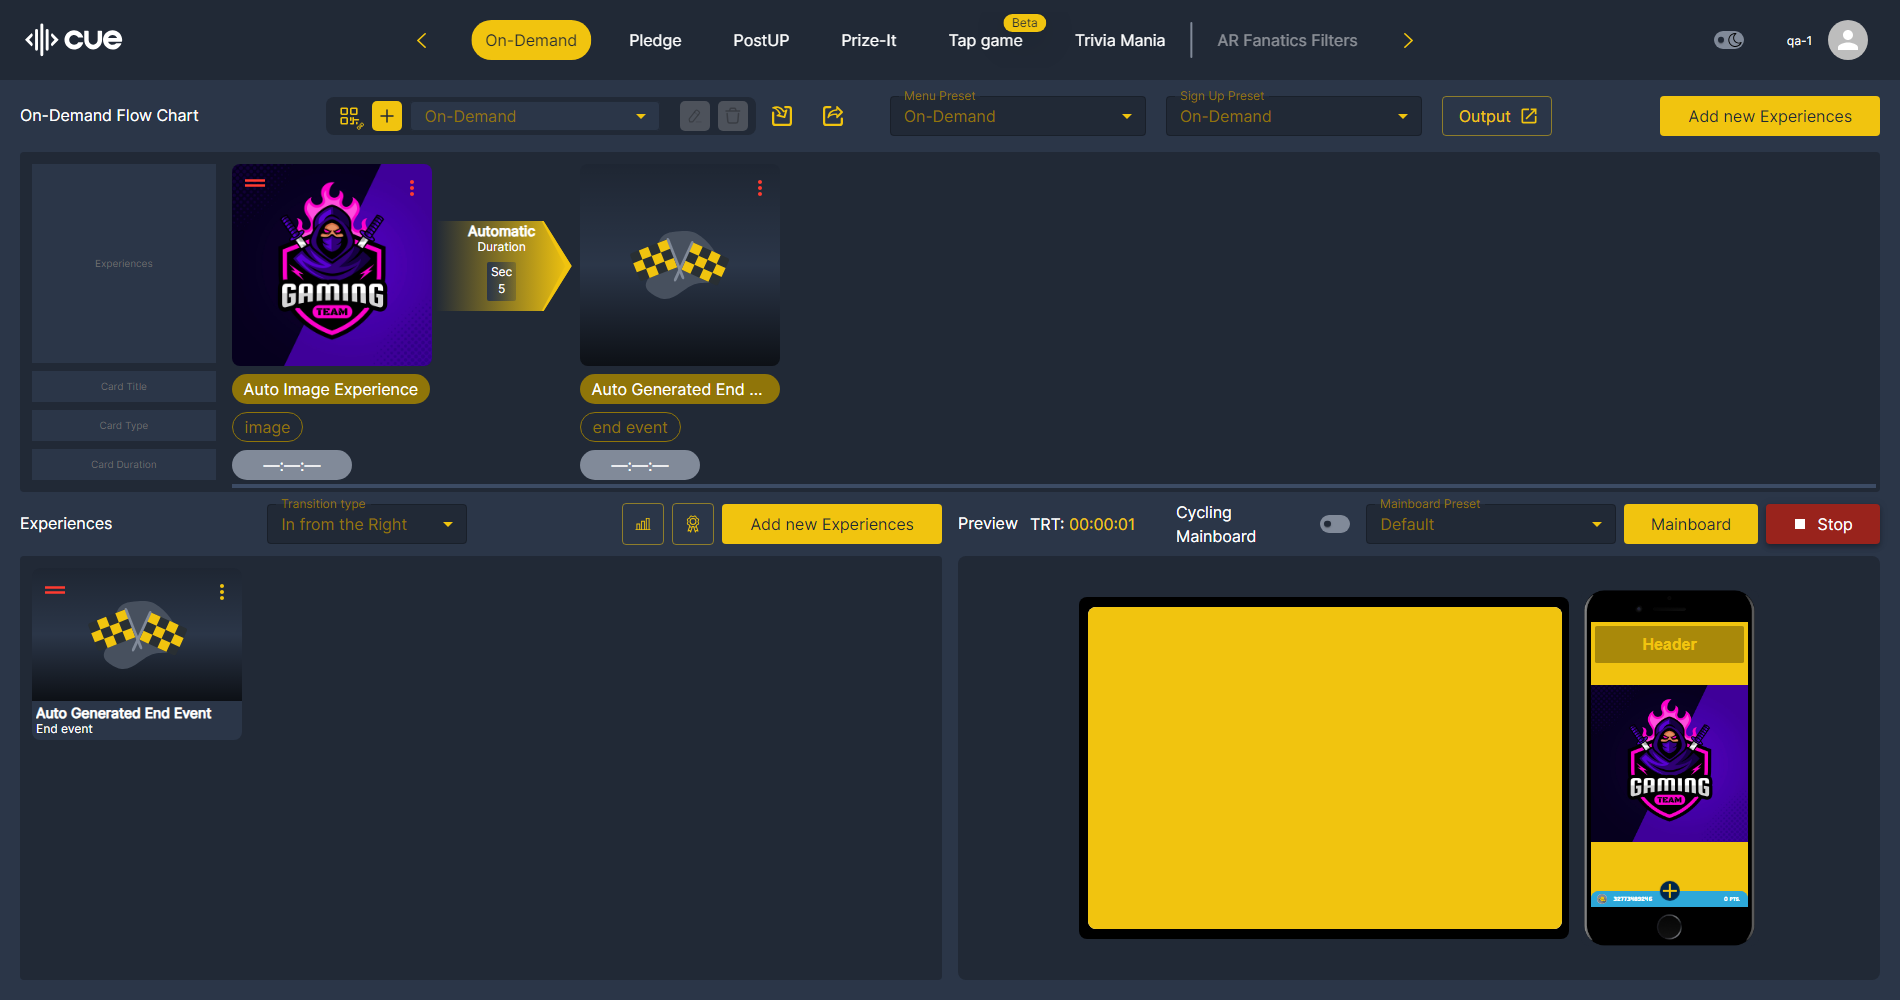 cue
On-Demand
Pledge
PostUP
Prize-It
Beta
Tap game
Trivia Mania
AR Fanatics Filters
qa-1
On-Demand Flow Chart
On-Demand
Menu Preset
On-Demand
Sign Up Preset
On-Demand
Output
Add new Experiences
Experiences
Card Title
Card Type
Card Duration
GAMING
TEAM
Auto Image Experience
image
—:—:—
Automatic
Duration
Sec
5
Auto Generated End ...
end event
—:—:—
Experiences
Transition type
In from the Right
Add new Experiences
Preview
TRT: 00:00:01
Cycling
Mainboard
Mainboard Preset
Default
Mainboard
Stop
Auto Generated End Event
End event
Header
GAMING
TEAM
0 PTS.